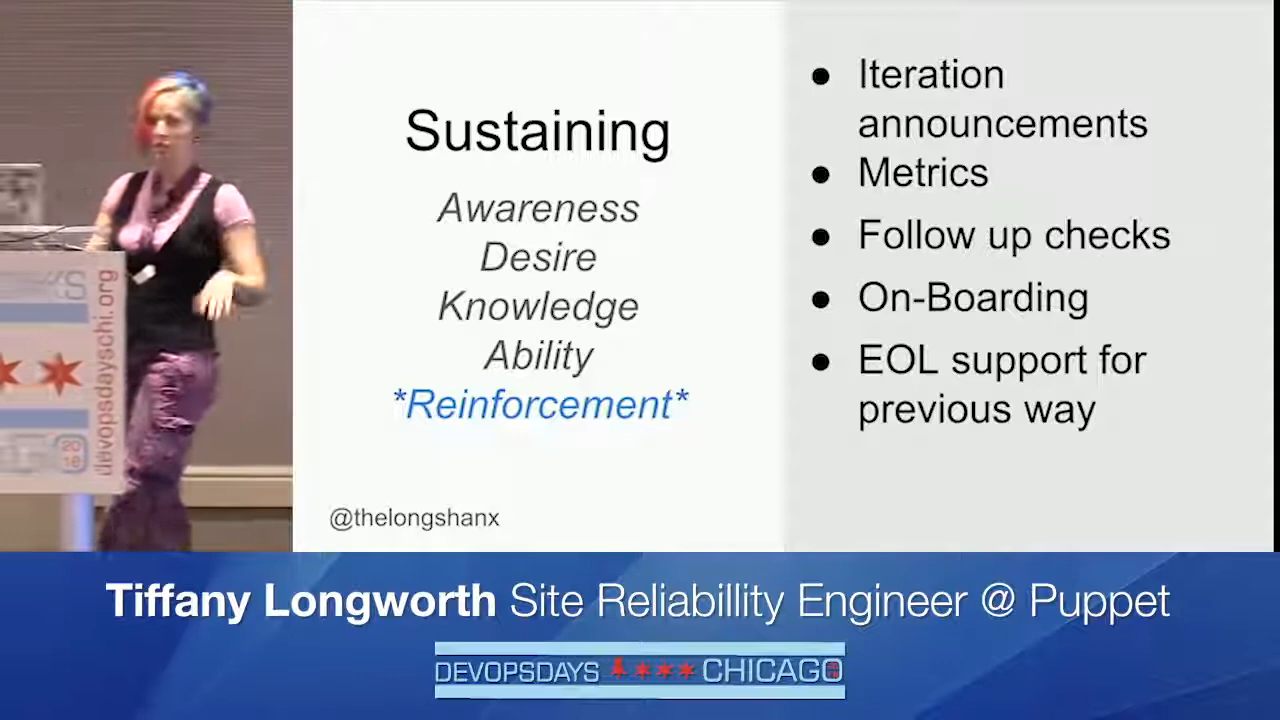 Sustaining
Awareness
Desire
Knowledge
Ability
*Reinforcement*
@thelongshanx
● Iteration
announcements
● Metrics
● Follow up checks
● On-Boarding
● EOL support for
previous way
devopsdayschi.org
2016
Tiffany Longworth Site Reliabillity Engineer @ Puppet
DEVOPSDAYS CHICAGO